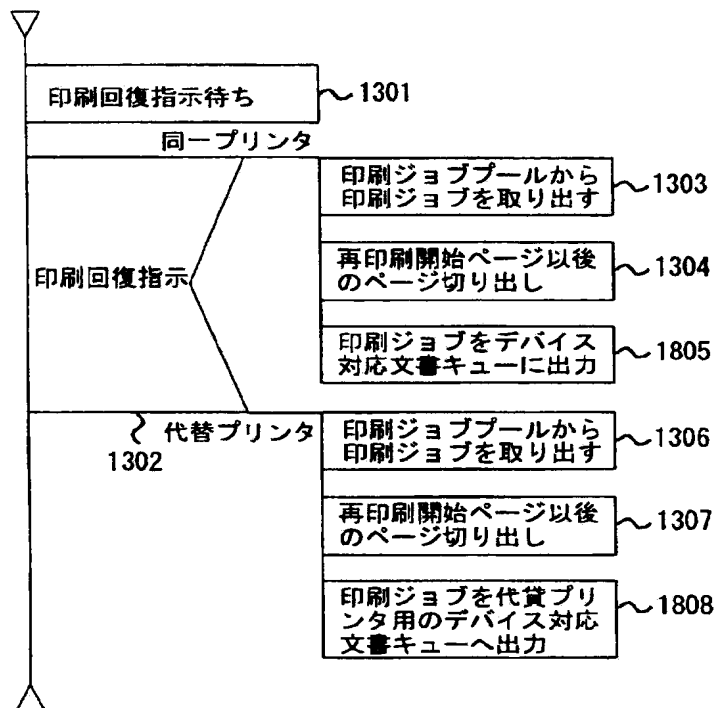 印刷回復指示待ち
1301
同一プリンタ
印刷ジョブプールから
印刷ジョブを取り出す
1303
再印刷開始ページ以後
のページ切り出し
1304
印刷回復指示
印刷ジョブをデバイス
対応文書キューに出力
1805
代替プリンタ
1302
印刷ジョブプールから
印刷ジョブを取り出す
1306
再印刷開始ページ以後
のページ切り出し
1307
印刷ジョブを代貸プリ
ンタ用のデバイス対応
文書キューへ出力
1808